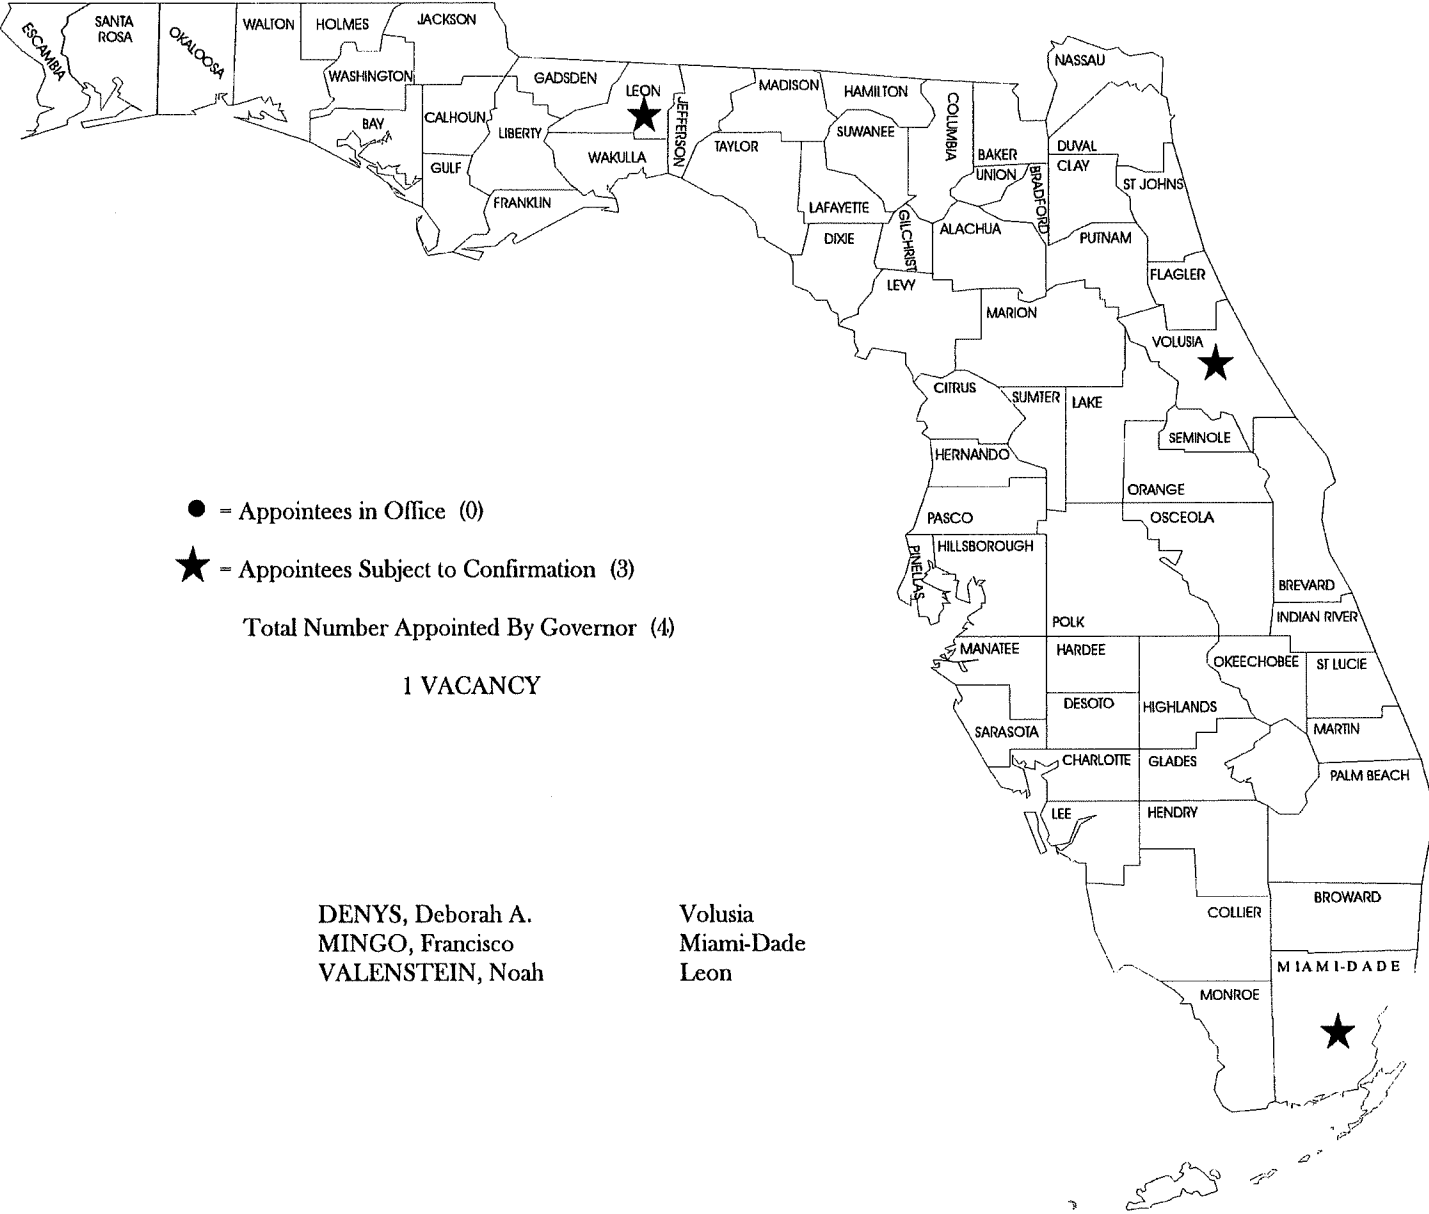 ESCAMBIA
SANTA
ROSA
OKALOOSA
WALTON
HOLMES
JACKSON
WASHINGTON
BAY
CALHOUN
GULF
GADSDEN
LIBERTY
FRANKLIN
LEON
WAKULLA
JEFFERSON
MADISON
TAYLOR
HAMILTON
SUWANEE
LAFAYETTE
DIXIE
COLUMBIA
GILCHRIST
LEVY
BAKER
UNION
BRADFORD
ALACHUA
NASSAU
DUVAL
CLAY
ST JOHNS
PUTNAM
FLAGLER
MARION
VOLUSIA
CITRUS
SUMTER
LAKE
SEMINOLE
HERNANDO
ORANGE
PASCO
OSCEOLA
PINELLAS
HILLSBOROUGH
BREVARD
POLK
INDIAN RIVER
MANATEE
HARDEE
OKEECHOBEE
ST LUCIE
DESOTO
HIGHLANDS
SARASOTA
MARTIN
CHARLOTTE
GLADES
PALM BEACH
LEE
HENDRY
BROWARD
COLLIER
MIAMI-DADE
MONROE
= Appointees in Office (0)
= Appointees Subject to Confirmation (3)
Total Number Appointed By Governor (4)
1 VACANCY
DENYS, Deborah A. Volusia
MINGO, Francisco Miami-Dade
VALENSTEIN, Noah Leon